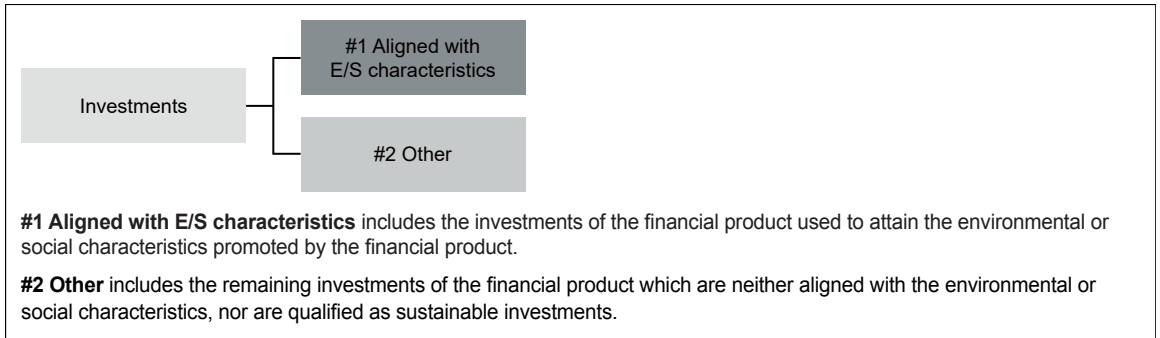 #1 Aligned with
E/S characteristics
Investments
#2 Other
#1 Aligned with E/S characteristics includes the investments of the financial product used to attain the environmental or
social characteristics promoted by the financial product.
#2 Other includes the remaining investments of the financial product which are neither aligned with the environmental or
social characteristics, nor are qualified as sustainable investments.